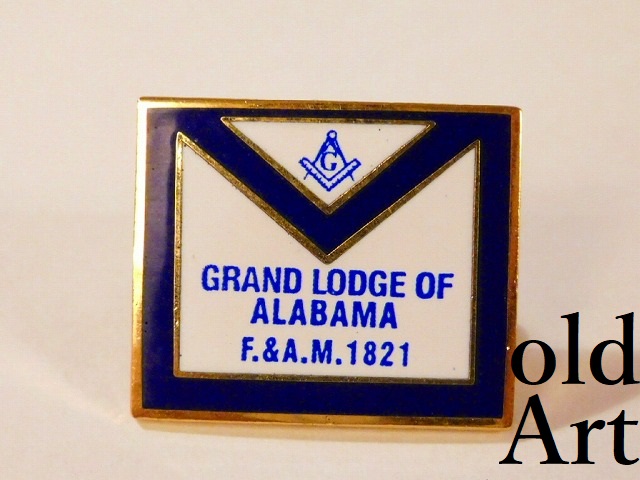 G
GRAND LODGE OF
ALABAMA
F.&A.M.1821
old
Art